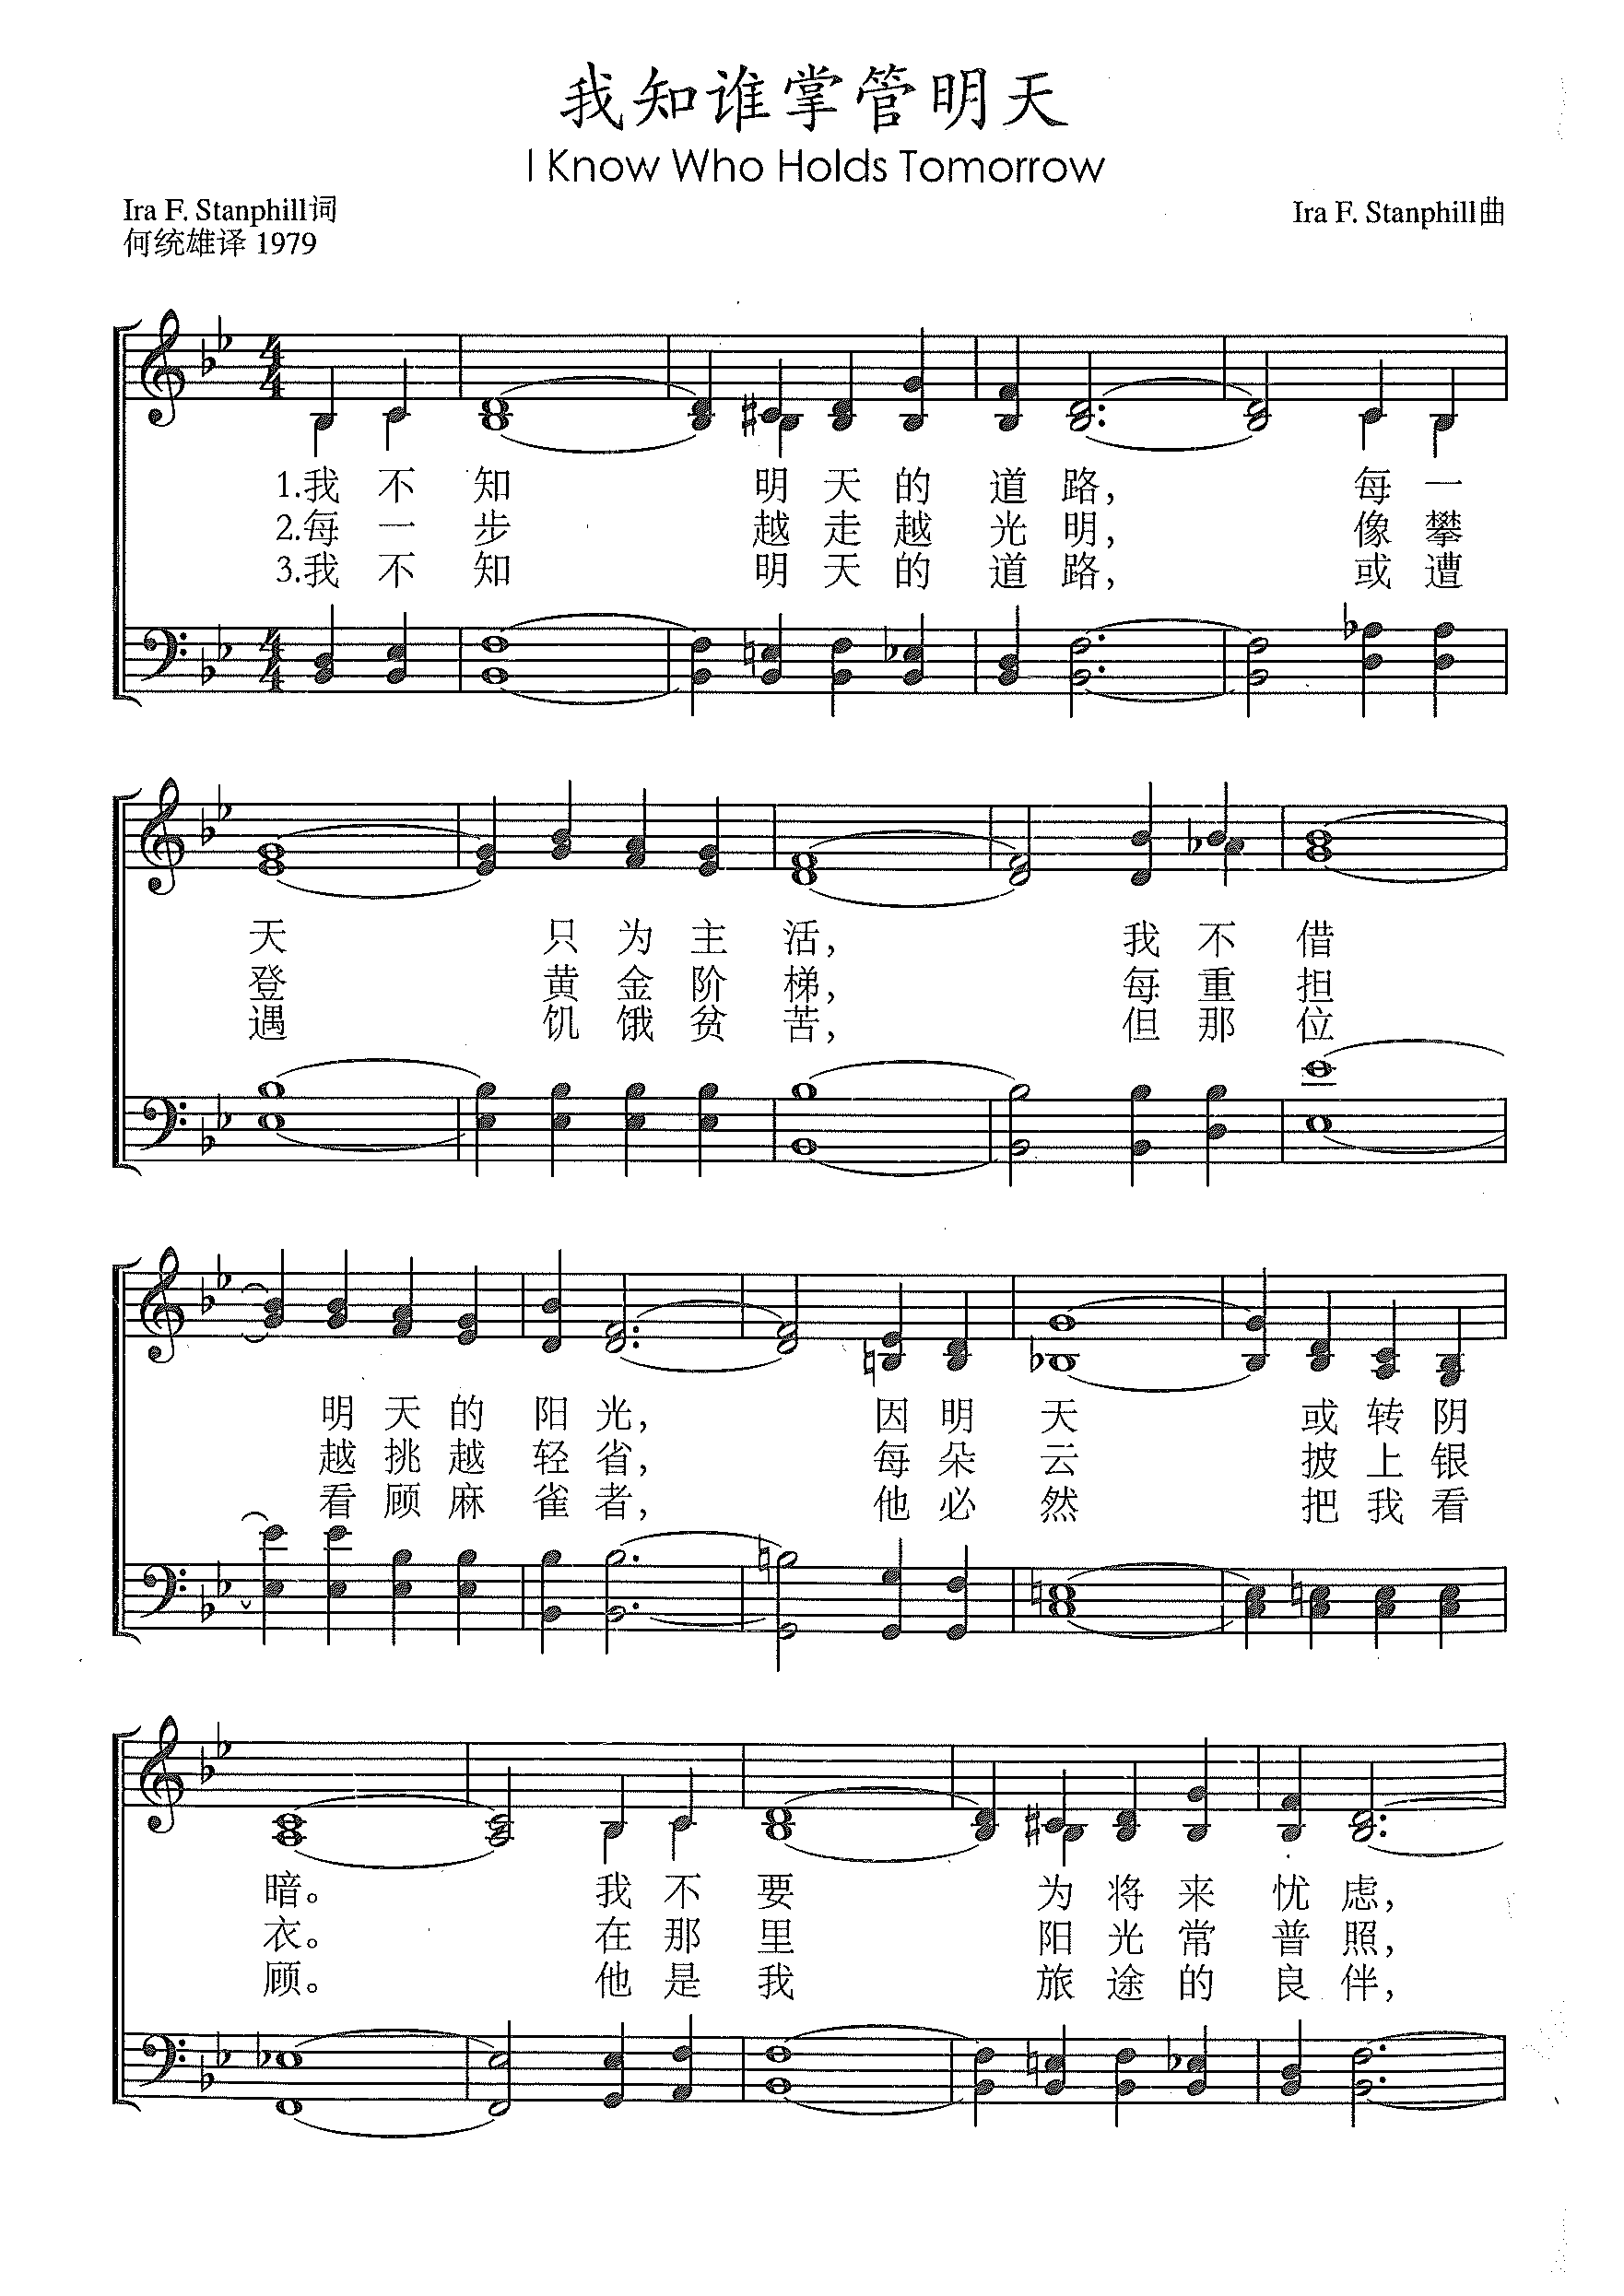 我知谁掌管明天
I Know Who Holds Tomorrow
Ira F. Stanphill词
何统雄译 1979
Ira F. Stanphill曲
1.我 不 知 明 天 的 道 路， 每 一
2.每 一 步 越 走 越 光 明， 像 攀
3.我 不 知 明 天 的 道 路， 或 遭
天 只 为 主 活， 我 不 借
登 黄 金 阶 梯， 每 重 担
遇 饥 饿 贫 苦， 但 那 位
明 天 的 阳 光， 因 明 天 或 转 阴
越 挑 越 轻 省， 每 朵 云 披 上 银
看 顾 麻 雀 者， 他 必 然 把 我 看
暗。 我 不 要 为 将 来 忧 虑，
衣。 在 那 里 阳 光 常 普 照，
顾。 他 是 我 旅 途 的 良 伴，